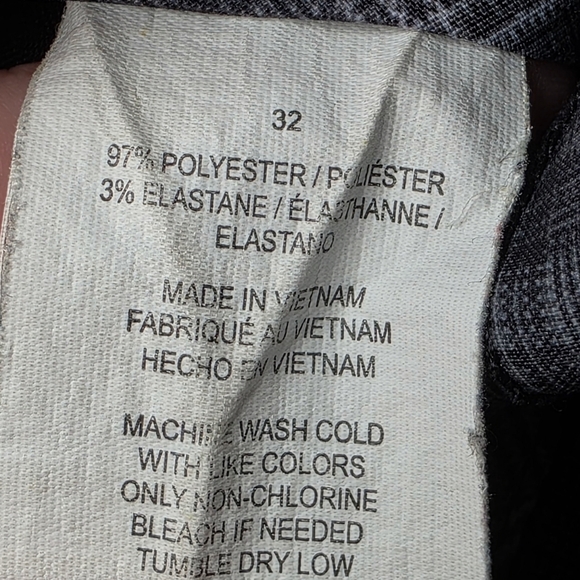 32
97% POLYESTER / POLIÉSTER
3% ELASTANE / ÉLASTHANNE /
ELASTANO
MADE IN VIETNAM
FABRIQUÉ AU VIETNAM
HECHO EN VIETNAM
MACHINE WASH COLD
WITH LIKE COLORS
ONLY NON-CHLORINE
BLEACH IF NEEDED
TUMBLE DRY LOW